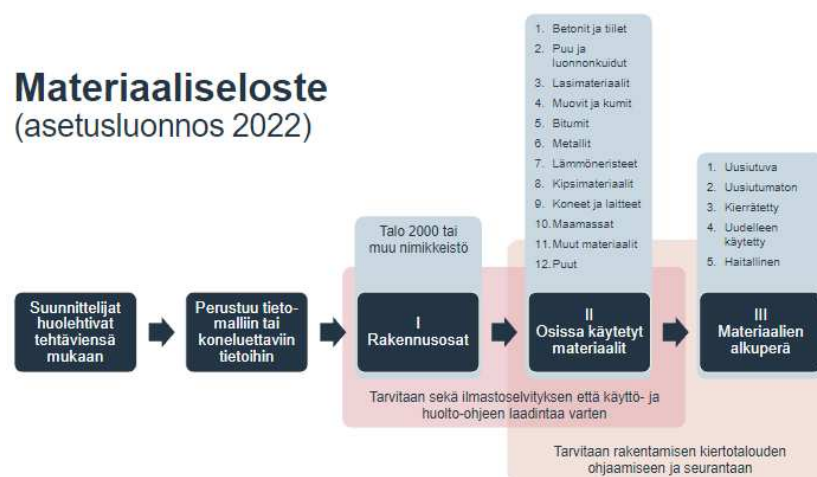 Materiaaliseloste
(asetusluonnos 2022)
Suunnittelijat
huolehtivat
tehtäviensä
mukaan
Perustuu tieto-
malliin tai
koneluettaviin
tietoihin
Talo 2000 tai
muu nimikkeistö
I
Rakennusosat
1. Betonit ja tiilet
2. Puu ja
luonnonkuidut
3. Lasimateriaalit
4. Muovit ja kumit
5. Bitumit
6. Metallit
7. Lämmöneristeet
8. Kipsimateriaalit
9. Koneet ja laitteet
10. Maamassat
11. Muut materiaalit
12. Puut
II
Osissa käytetyt
materiaalit
1. Uusiutuva
2. Uusiutumaton
3. Kierrätetty
4. Uudelleen
käytetty
5. Haitallinen
III
Materiaalien
alkuperä
Tarvitaan sekä ilmastoselvityksen että käyttö- ja
huolto-ohjeen laadintaa varten
Tarvitaan rakentamisen kiertotalouden
ohjaamiseen ja seurantaan